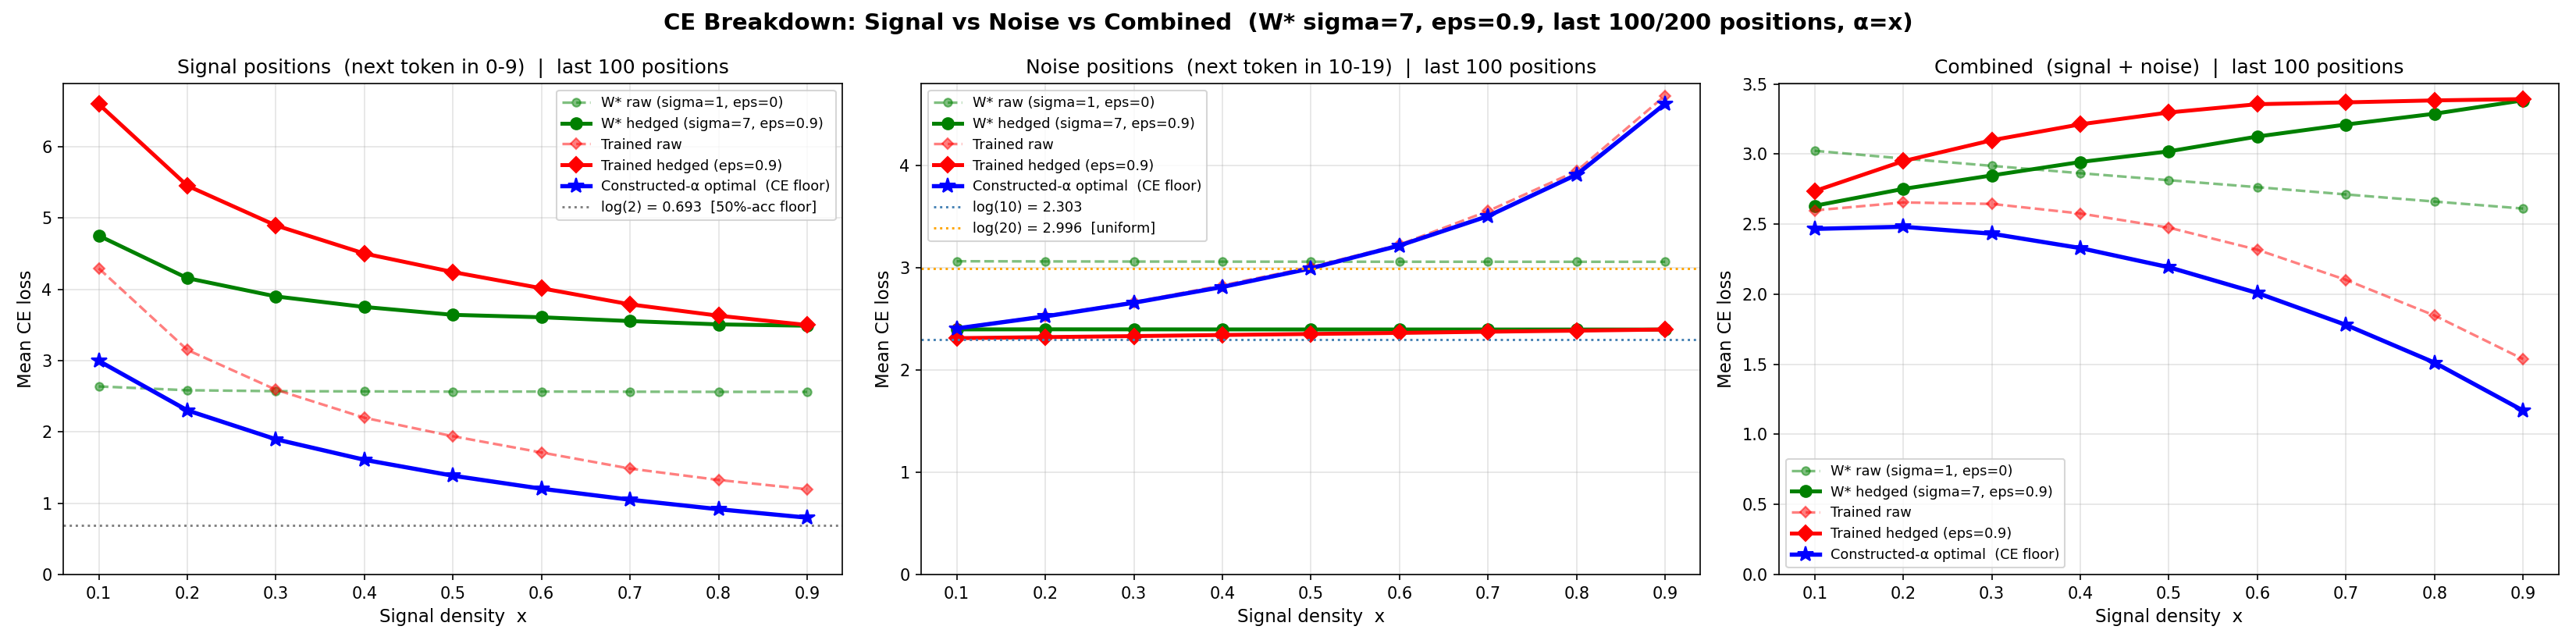 CE Breakdown: Signal vs Noise vs Combined (W* sigma=7, eps=0.9, last 100/200 positions, α=x)
Signal positions (next token in 0-9) | last 100 positions
Mean CE loss
6
5
4
3
2
1
0
W* raw (sigma=1, eps=0)
W* hedged (sigma=7, eps=0.9)
Trained raw
Trained hedged (eps=0.9)
Constructed-α optimal (CE floor)
log(2) = 0.693 [50%-acc floor]
0.1 0.2 0.3 0.4 0.5 0.6 0.7 0.8 0.9
Signal density x
Noise positions (next token in 10-19) | last 100 positions
Mean CE loss
4
3
2
1
0
W* raw (sigma=1, eps=0)
W* hedged (sigma=7, eps=0.9)
Trained raw
Trained hedged (eps=0.9)
Constructed-α optimal (CE floor)
log(10) = 2.303
log(20) = 2.996 [uniform]
0.1 0.2 0.3 0.4 0.5 0.6 0.7 0.8 0.9
Signal density x
Combined (signal + noise) | last 100 positions
Mean CE loss
3.5
3.0
2.5
2.0
1.5
1.0
0.5
0.0
W* raw (sigma=1, eps=0)
W* hedged (sigma=7, eps=0.9)
Trained raw
Trained hedged (eps=0.9)
Constructed-α optimal (CE floor)
0.1 0.2 0.3 0.4 0.5 0.6 0.7 0.8 0.9
Signal density x